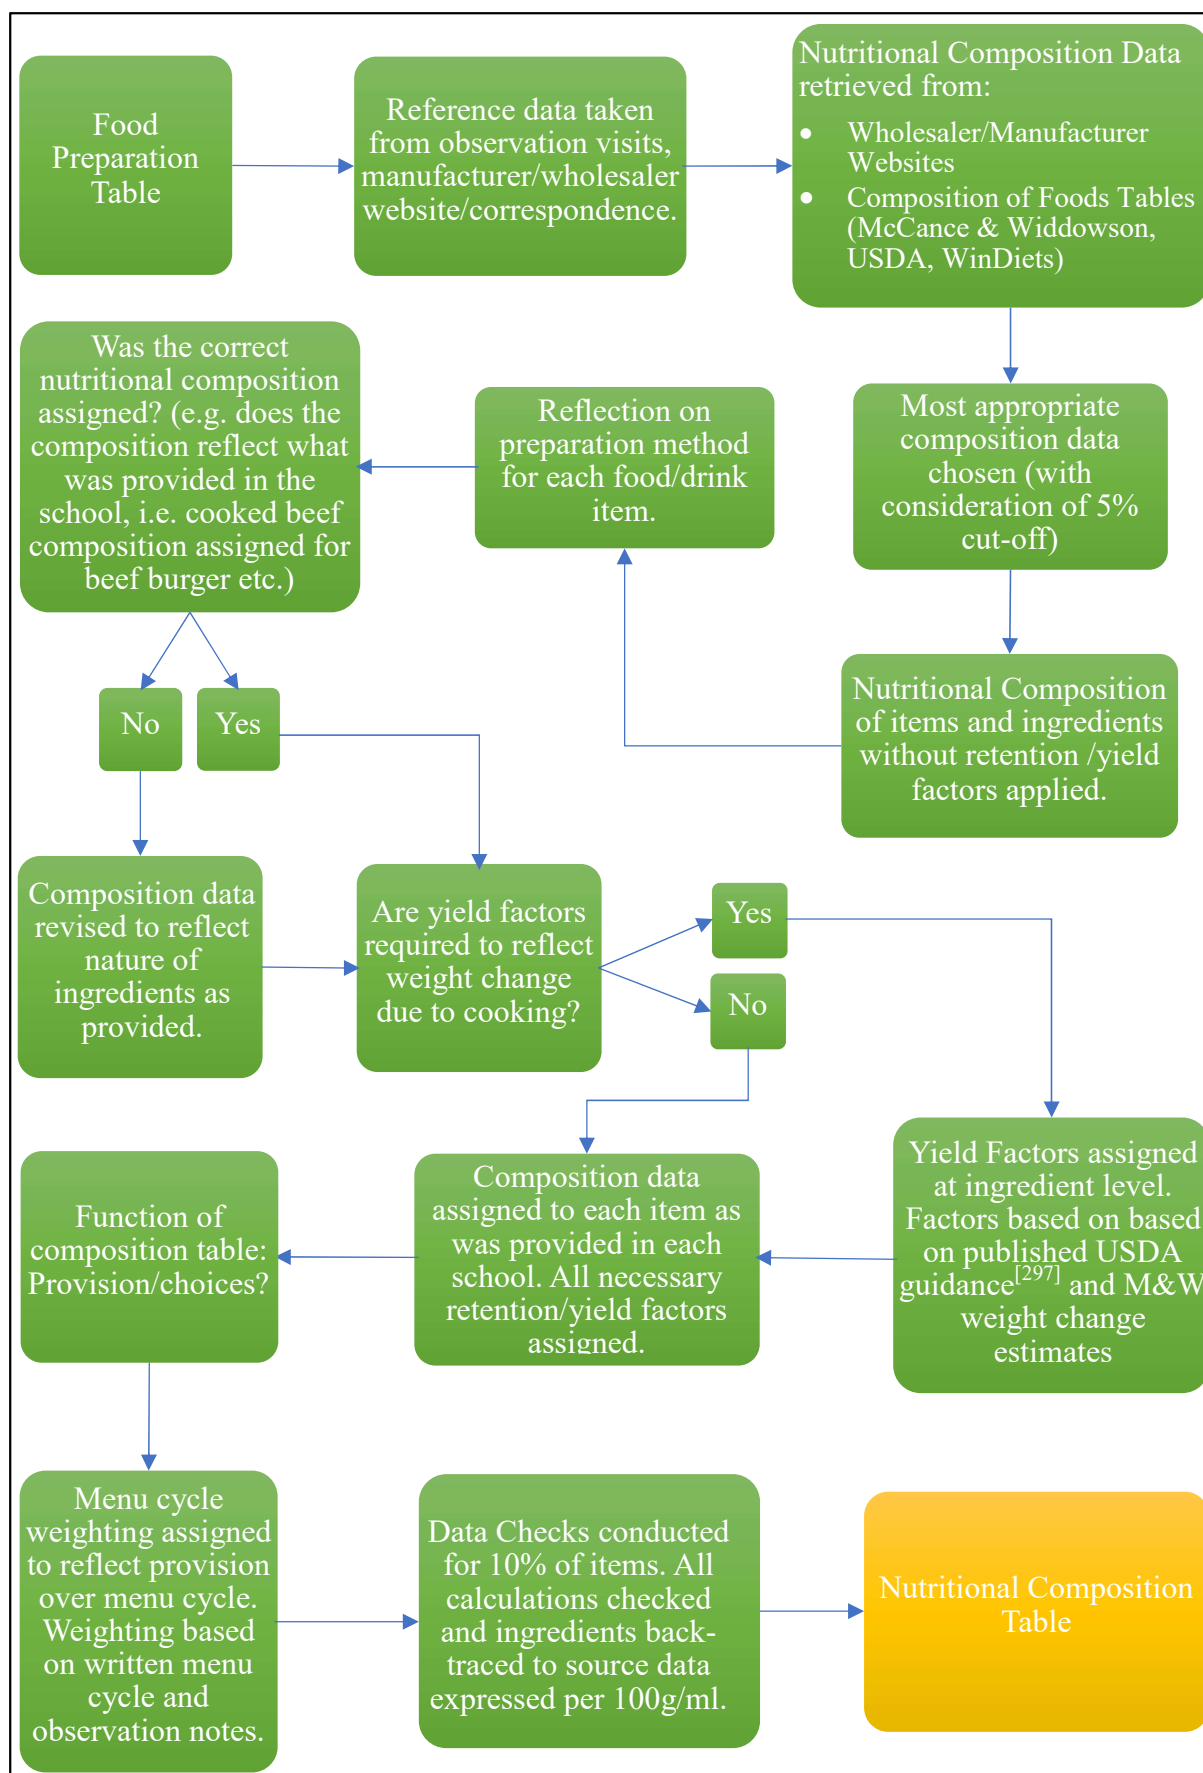 Food
Preparation
Table
Reference data taken
from observation visits,
manufacturer/wholesaler
website/correspondence.
Nutritional Composition Data
retrieved from:
• Wholesaler/Manufacturer
Websites
• Composition of Foods Tables
(McCance & Widdowson,
USDA, WinDiets)
Most appropriate
composition data
chosen (with
consideration of 5%
cut-off)
Nutritional Composition
of items and ingredients
without retention /yield
factors applied.
Reflection on
preparation method
for each food/drink
item.
Was the correct
nutritional composition
assigned? (e.g. does the
composition reflect what
was provided in the
school, i.e. cooked beef
composition assigned for
beef burger etc.)
No
Yes
Composition data
revised to reflect
nature of
ingredients as
provided.
Are yield factors
required to reflect
weight change
due to cooking?
Yes
No
Yield Factors assigned
at ingredient level.
Factors based on based
on published USDA
guidance[297] and M&W
weight change
estimates
Composition data
assigned to each item as
was provided in each
school. All necessary
retention/yield factors
assigned.
Function of
composition table:
Provision/choices?
Menu cycle
weighting assigned
to reflect provision
over menu cycle.
Weighting based
on written menu
cycle and
observation notes.
Data Checks conducted
for 10% of items. All
calculations checked
and ingredients back-
traced to source data
expressed per 100g/ml.
Nutritional Composition
Table